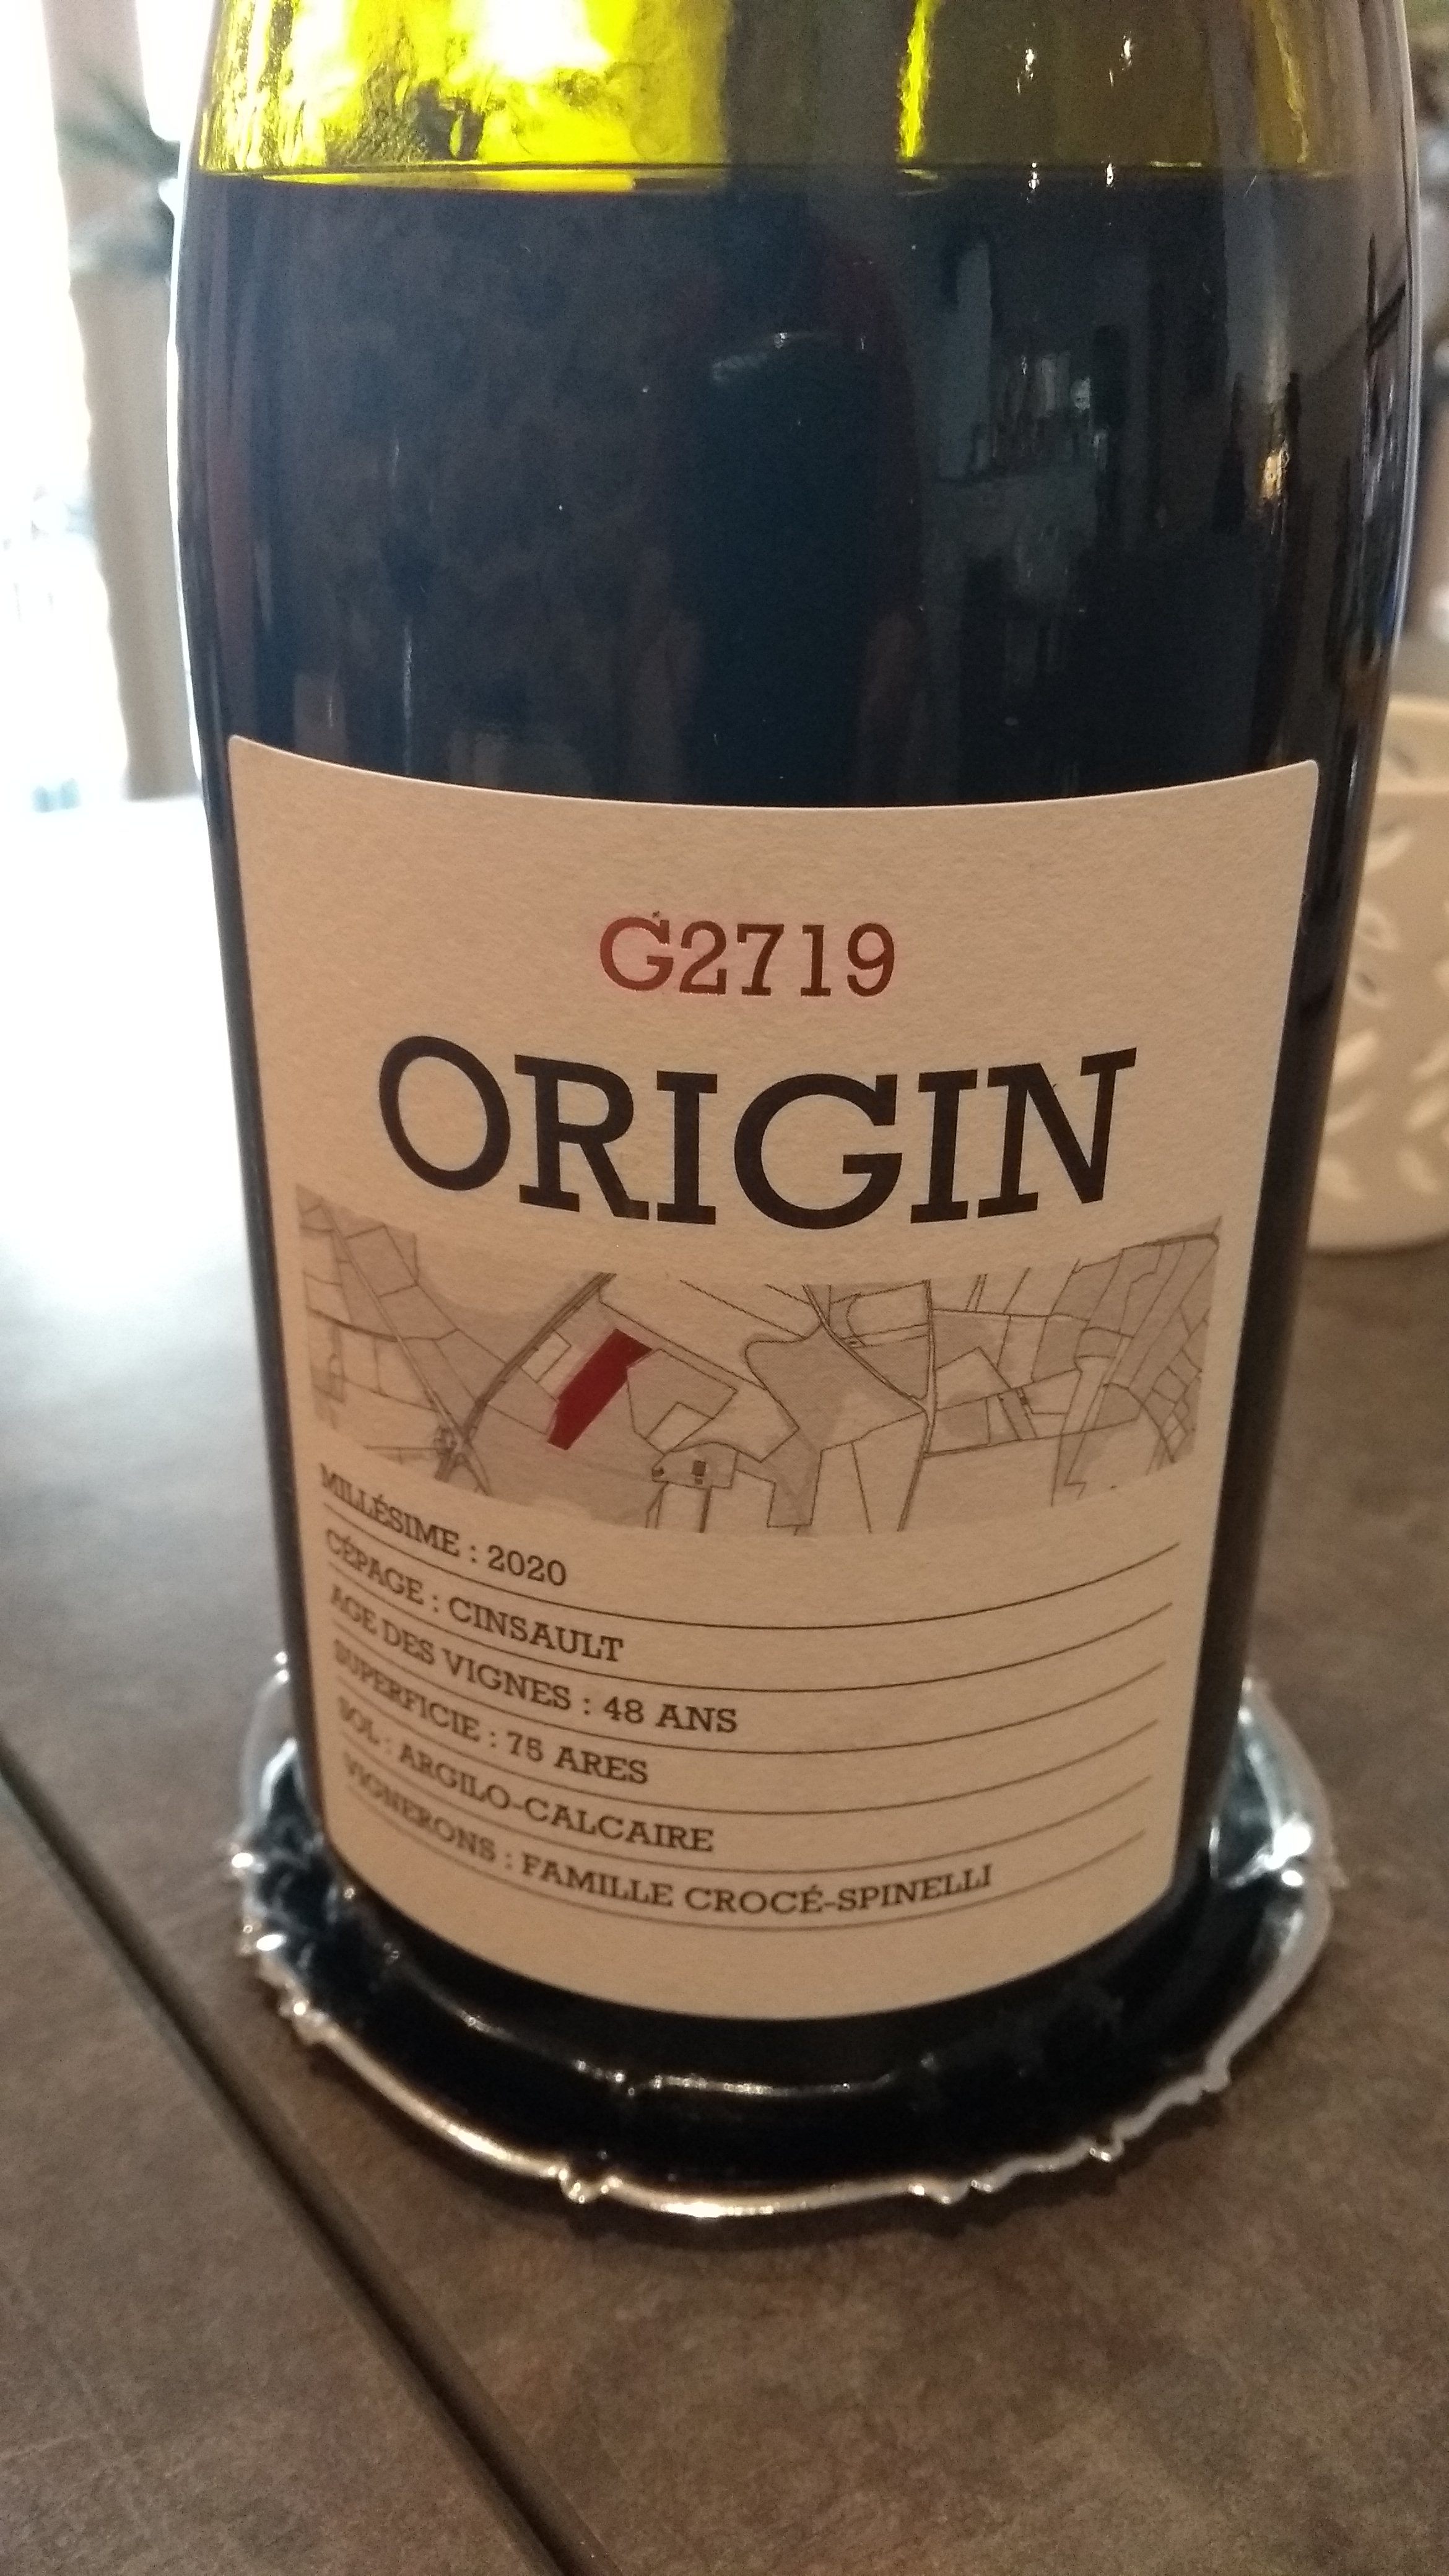 G2719
ORIGIN
MILLÉSIME : 2020
CÉPAGE : CINSAULT
AGE DES VIGNES : 48 ANS
SUPERFICIE : 75 ARES
SOL : ARGILO-CALCAIRE
VIGNERONS : FAMILLE CROCÉ-SPINELLI